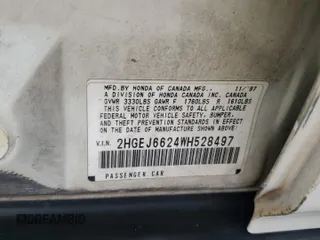 MFD.BY HONDA OF CANADA MFG., 11/'97
A DIVISION OF HONDA CANADA INC. CANADA
GVWR 3330LBS GAWR F 1760LBS R 1610LBS
THIS VEHICLE CONFORMS TO ALL APPLICABLE
FEDERAL MOTOR VEHICLE SAFETY, BUMPER,
AND THEFT PREVENTION STANDARDS
IN EFFECT ON THE DATE
OF MANUFACTURE SHOWN ABOVE.
V.I.N. 2HGEJ6624WH528497
PASSENGER CAR
DREAMBID